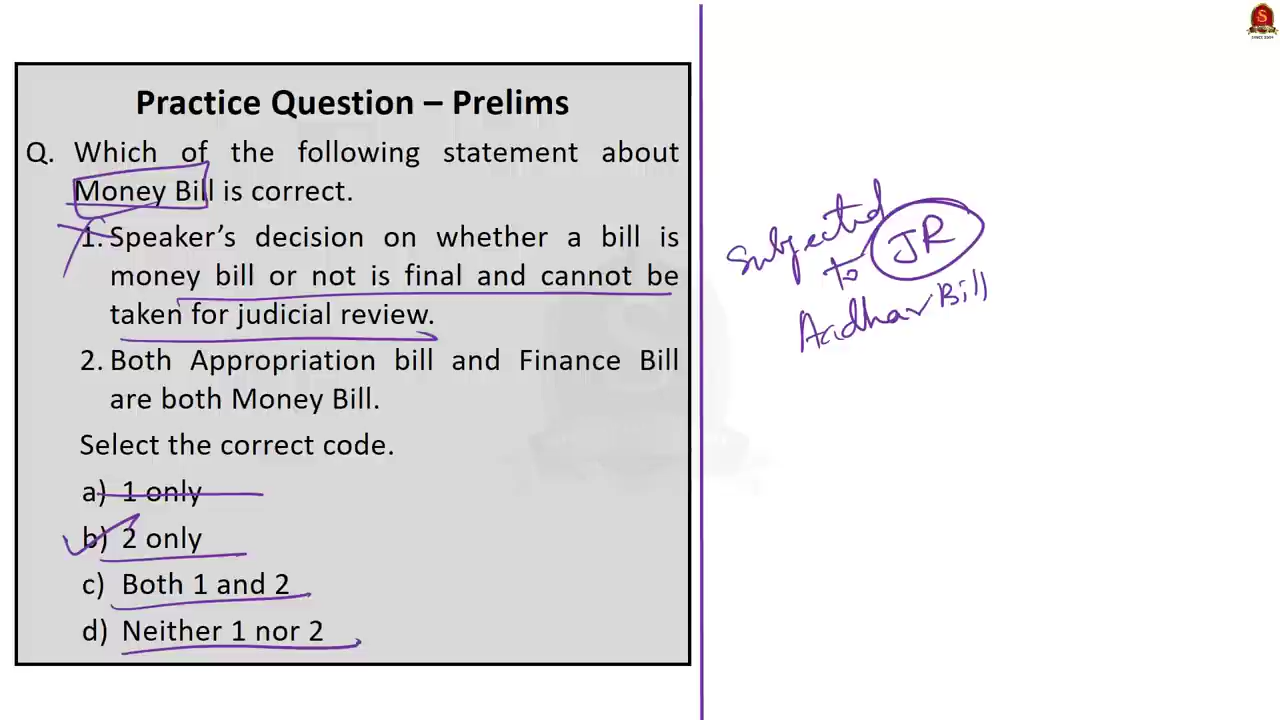 Practice Question – Prelims
Q. Which of the following statement about
Money Bill is correct.
1. Speaker's decision on whether a bill is
money bill or not is final and cannot be
taken for judicial review.
2. Both Appropriation bill and Finance Bill
are both Money Bill.
Select the correct code.
a) 1 only
b) 2 only
c) Both 1 and 2
d) Neither 1 nor 2
Subjected
to JR
Aadhar Bill